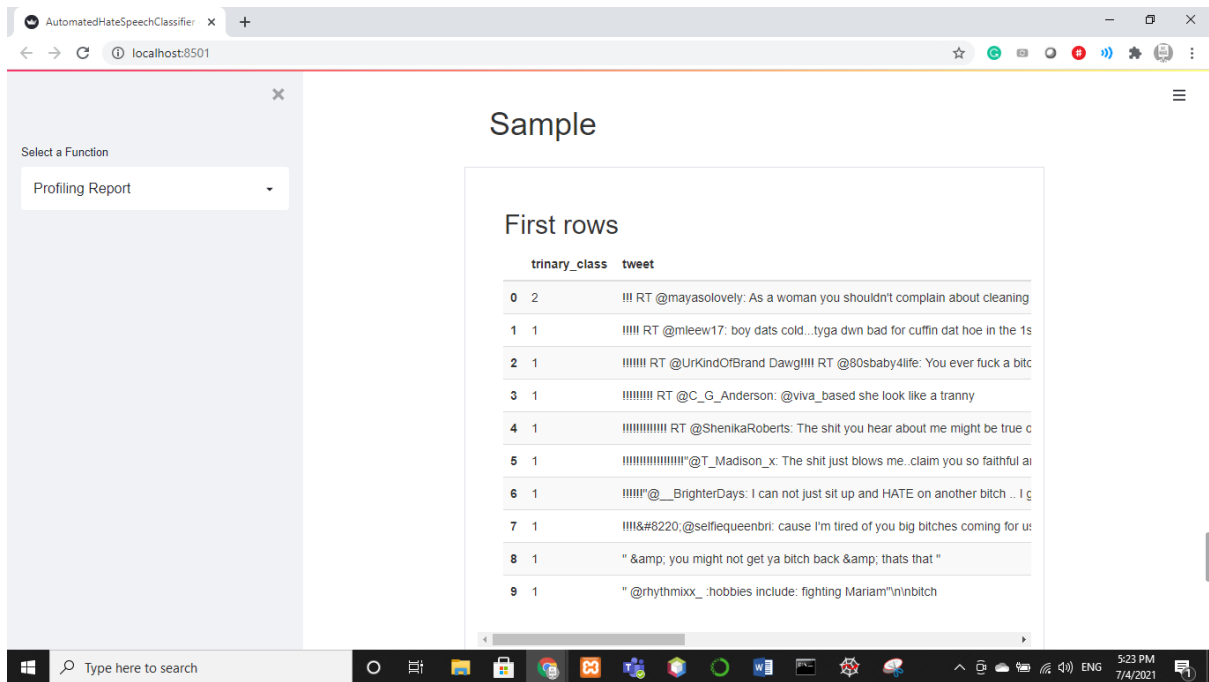 AutomatedHateSpeechClassifier
localhost:8501
Select a Function
Profiling Report
Sample
First rows
trinary_class tweet
0 2 !!! RT @mayasolovely: As a woman you shouldn't complain about cleaning
1 1 !!!!! RT @mleew17: boy dats cold...tyga dwn bad for cuffin dat hoe in the 1s
2 1 !!!!!!! RT @UrKindOfBrand Dawg!!!! RT @80sbaby4life: You ever fuck a bitc
3 1 !!!!!!!!! RT @C_G_Anderson: @viva_based she look like a tranny
4 1 !!!!!!!!!!!!! RT @ShenikaRoberts: The shit you hear about me might be true o
5 1 !!!!!!!!!!!!!!!!!!"@T_Madison_x: The shit just blows me..claim you so faithful an
6 1 !!!!!!"@__BrighterDays: I can not just sit up and HATE on another bitch .. I g
7 1 !!!!&#8220;@selfiequeenbri: cause I'm tired of you big bitches coming for us
8 1 " &amp; you might not get ya bitch back &amp; thats that "
9 1 " @rhythmixx_ :hobbies include: fighting Mariam"\n\nbitch
Type here to search
ENG
5:23 PM
7/4/2021